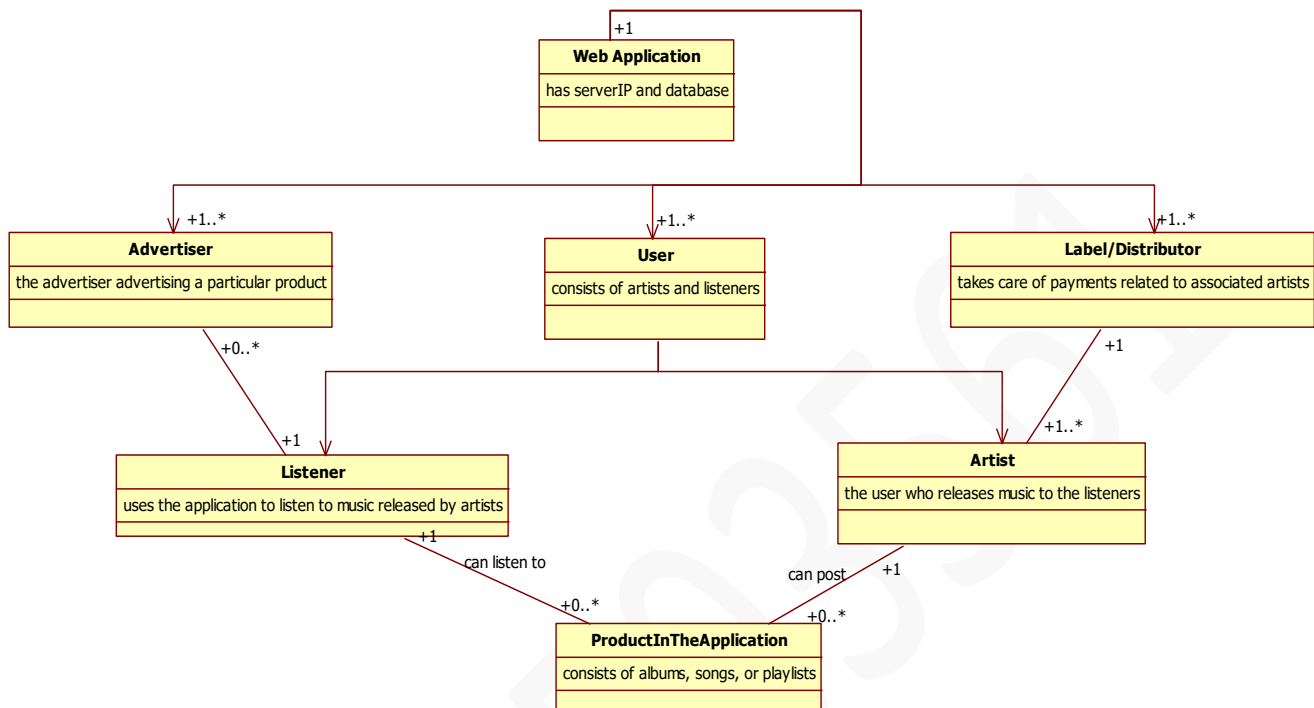 +1
Web Application
has serverIP and database
+1..*
+1..*
+1..*
Advertiser
the advertiser advertising a particular product
User
consists of artists and listeners
Label/Distributor
takes care of payments related to associated artists
+0..*
+1
+1
+1..*
Listener
uses the application to listen to music released by artists
Artist
the user who releases music to the listeners
+1
can listen to
+0..*
can post
+1
+0..*
ProductInTheApplication
consists of albums, songs, or playlists